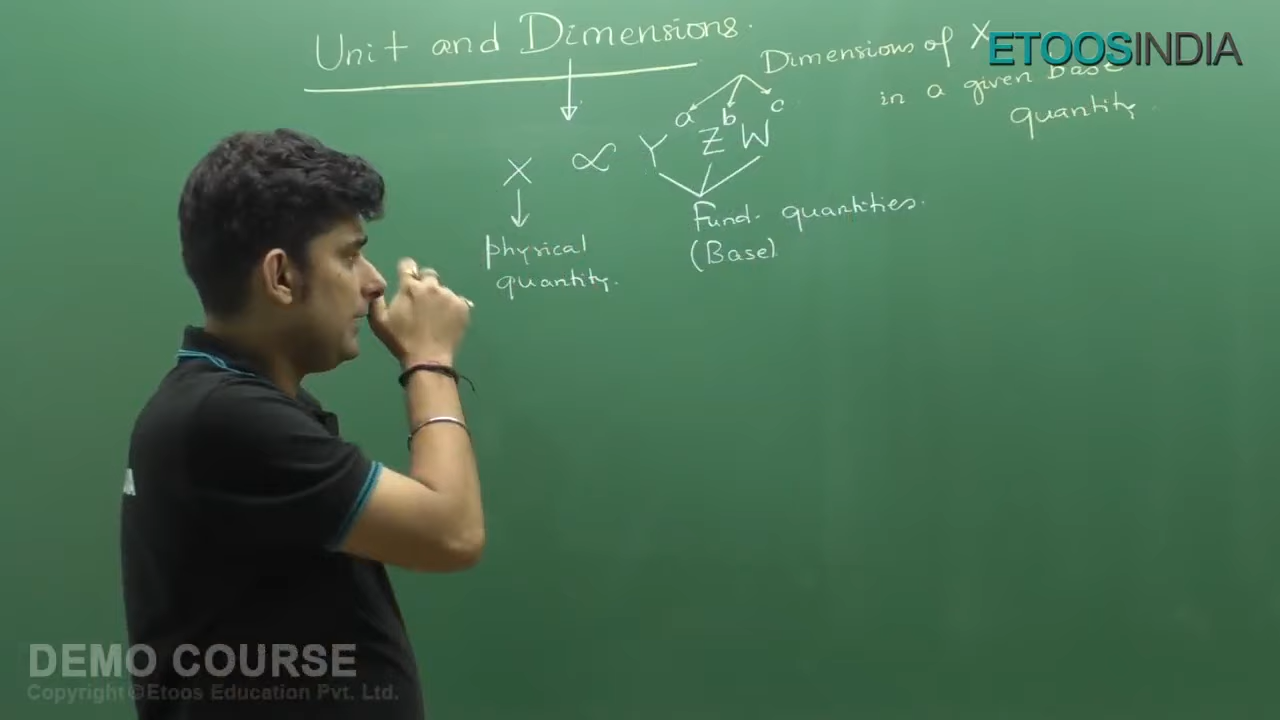 Unit and Dimensions.
Dimensions of X
in a given base
quantity.
ETOOSINDIA
X ∝ Y^a Z^b W^c
physical
quantity.
Fund. quantities.
(Base)
DEMO COURSE
Copyright©Etoos Education Pvt. Ltd.